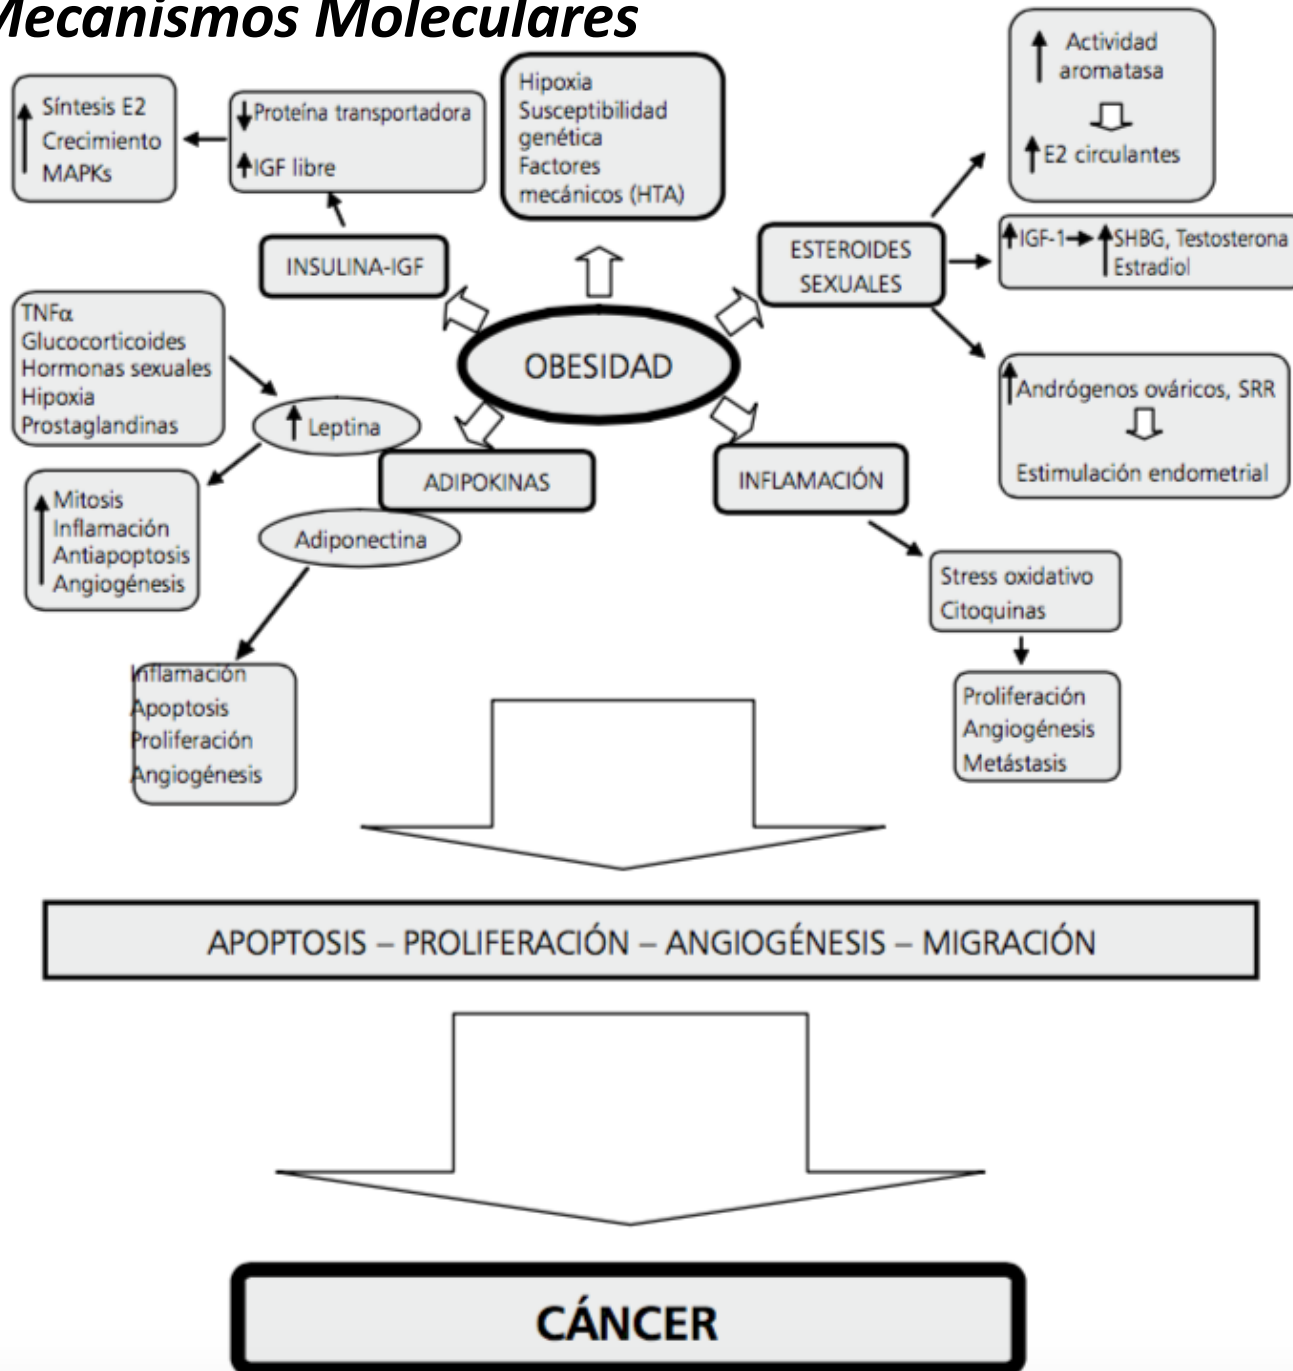 Mecanismos Moleculares
Síntesis E2
Crecimiento
MAPKs
Proteína transportadora
IGF libre
Hipoxia
Susceptibilidad
genética
Factores
mecánicos (HTA)
Actividad
aromatasa
E2 circulantes
INSULINA-IGF
ESTEROIDES
SEXUALES
IGF-1 SHBG, Testosterona
Estradiol
TNFα
Glucocorticoides
Hormonas sexuales
Hipoxia
Prostaglandinas
OBESIDAD
Andrógenos ováricos, SRR
Estimulación endometrial
Leptina
ADIPOKINAS
INFLAMACIÓN
Mitosis
Inflamación
Antiapoptosis
Angiogénesis
Adiponectina
Stress oxidativo
Citoquinas
Inflamación
Apoptosis
Proliferación
Angiogénesis
Proliferación
Angiogénesis
Metástasis
APOPTOSIS – PROLIFERACIÓN – ANGIOGÉNESIS – MIGRACIÓN
CÁNCER